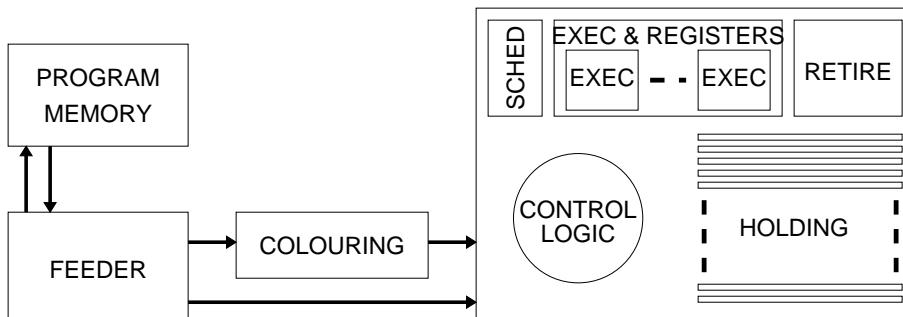 PROGRAM
MEMORY
FEEDER
COLOURING
SCHED
EXEC & REGISTERS
EXEC
EXEC
RETIRE
CONTROL
LOGIC
HOLDING